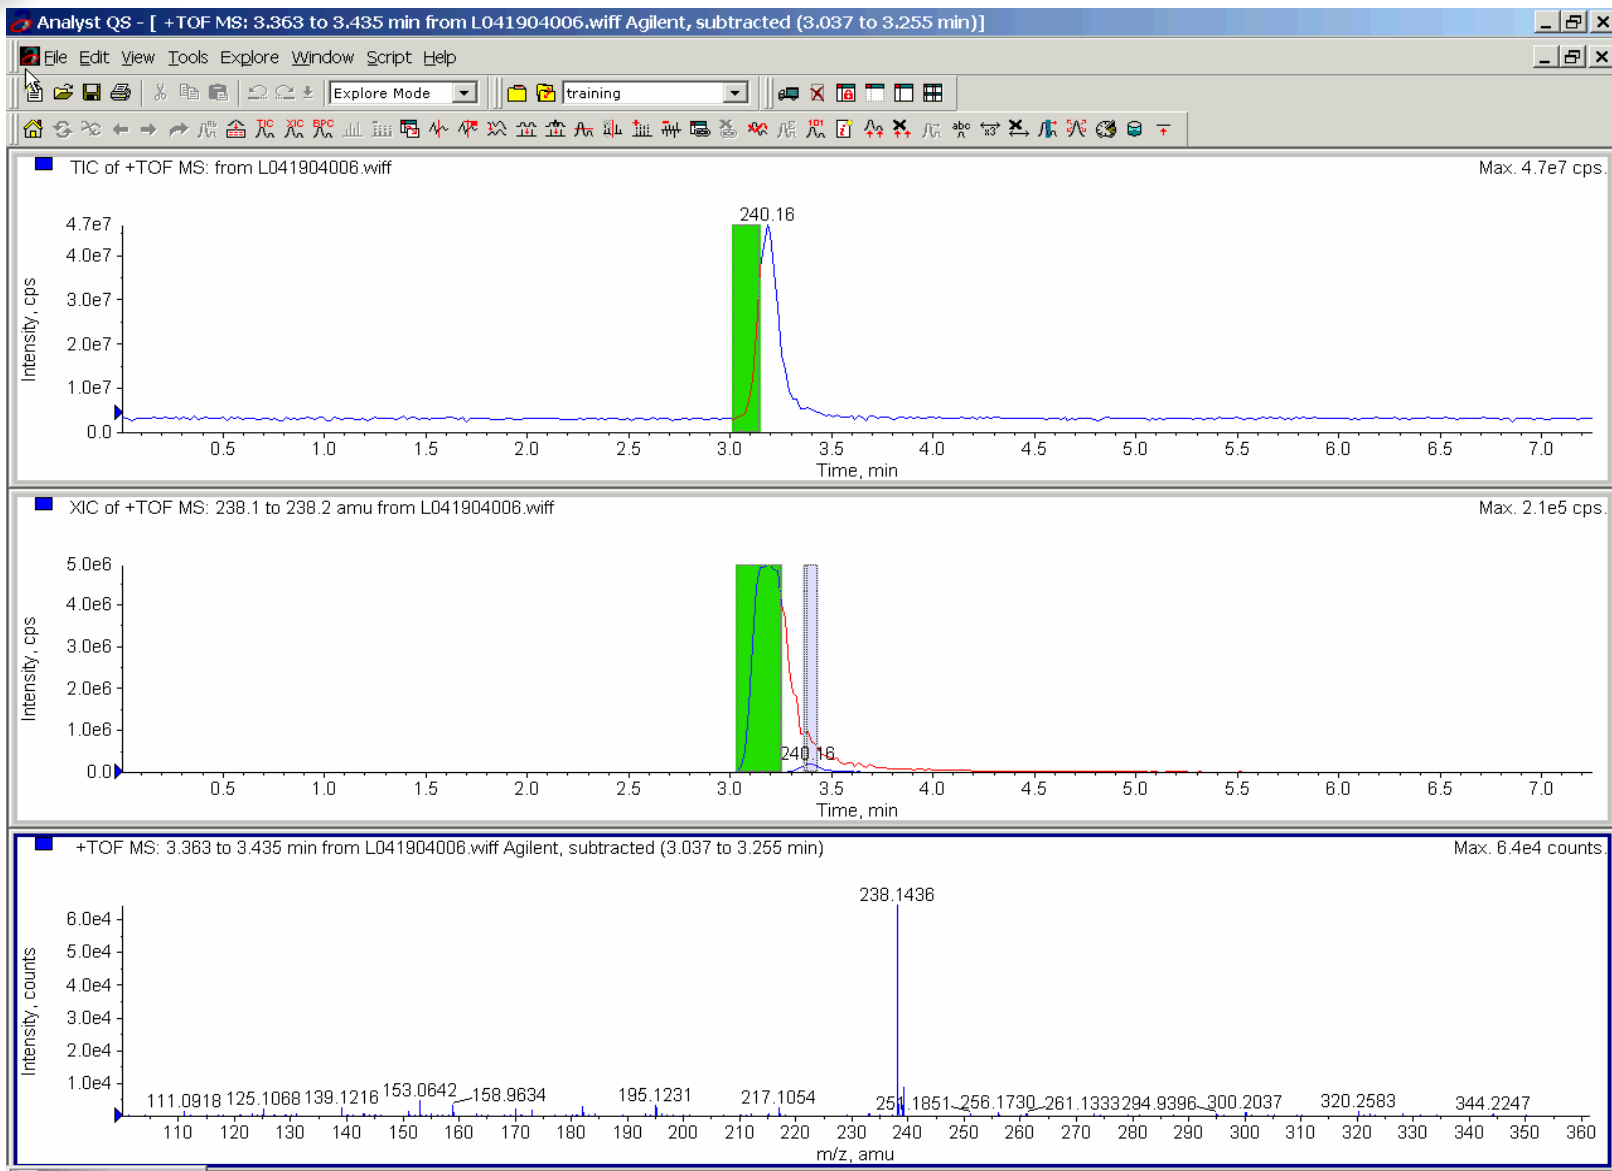 Analyst QS - [ +TOF MS: 3.363 to 3.435 min from L041904006.wiff Agilent, subtracted (3.037 to 3.255 min)]
File Edit View Tools Explore Window Script Help
Explore Mode training
TIC XIC BPC
TIC of +TOF MS: from L041904006.wiff Max. 4.7e7 cps.
240.16
4.7e7
4.0e7
3.0e7
2.0e7
1.0e7
0.0
Intensity, cps
0.5 1.0 1.5 2.0 2.5 3.0 3.5 4.0 4.5 5.0 5.5 6.0 6.5 7.0
Time, min
XIC of +TOF MS: 238.1 to 238.2 amu from L041904006.wiff Max. 2.1e5 cps.
5.0e6
4.0e6
3.0e6
2.0e6
1.0e6
0.0
Intensity, cps
240.16
0.5 1.0 1.5 2.0 2.5 3.0 3.5 4.0 4.5 5.0 5.5 6.0 6.5 7.0
Time, min
+TOF MS: 3.363 to 3.435 min from L041904006.wiff Agilent, subtracted (3.037 to 3.255 min) Max. 6.4e4 counts.
238.1436
6.0e4
5.0e4
4.0e4
3.0e4
2.0e4
1.0e4
Intensity, counts
111.0918 125.1068 139.1216 153.0642 158.9634 195.1231 217.1054 251.1851 256.1730 261.1333 294.9396 300.2037 320.2583 344.2247
110 120 130 140 150 160 170 180 190 200 210 220 230 240 250 260 270 280 290 300 310 320 330 340 350 360
m/z, amu